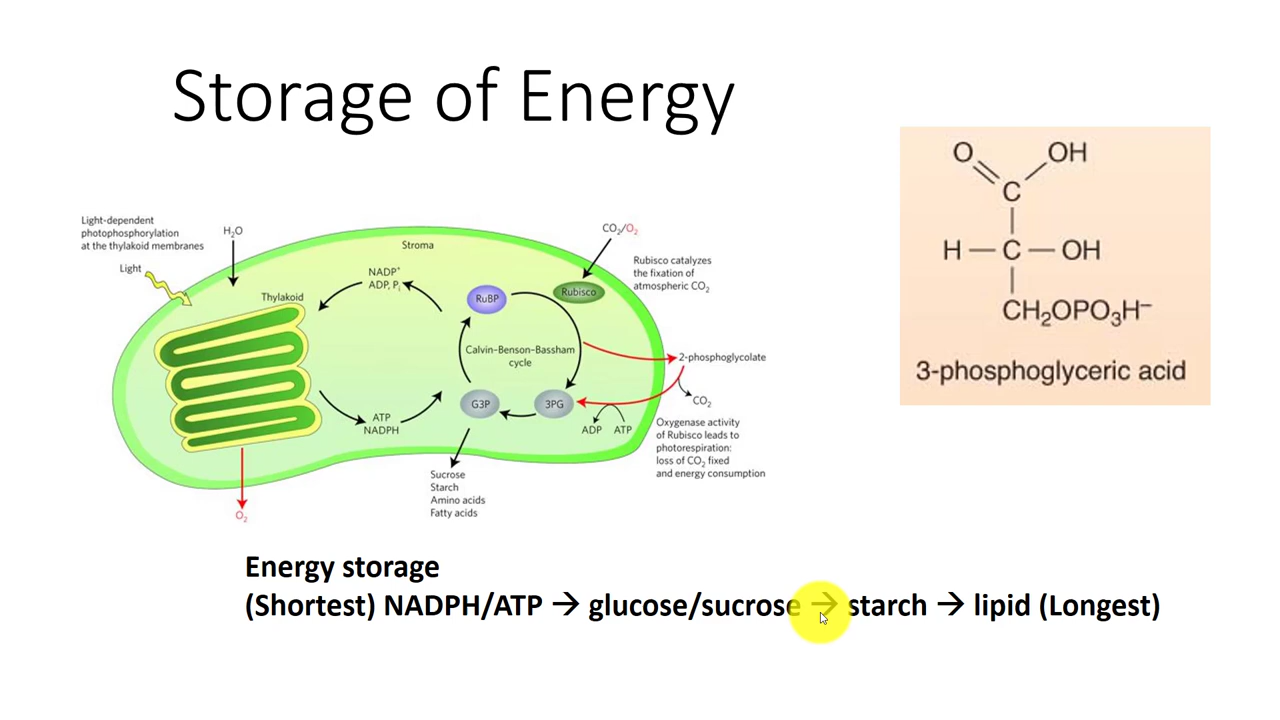 Storage of Energy
Light-dependent
photophosphorylation
at the thylakoid membranes
Light
H₂O
Thylakoid
Stroma
NADP⁺
ADP, Pᵢ
ATP
NADPH
O₂
RuBP
Rubisco
CO₂/O₂
Rubisco catalyzes
the fixation of
atmospheric CO₂
Calvin–Benson–Bassham
cycle
G3P
3PG
2-phosphoglycolate
CO₂
ADP
ATP
Oxygenase activity
of Rubisco leads to
photorespiration:
loss of CO₂ fixed
and energy consumption
Sucrose
Starch
Amino acids
Fatty acids
O
OH
C
H — C — OH
CH₂OPO₃H⁻
3-phosphoglyceric acid
Energy storage
(Shortest) NADPH/ATP → glucose/sucrose → starch → lipid (Longest)